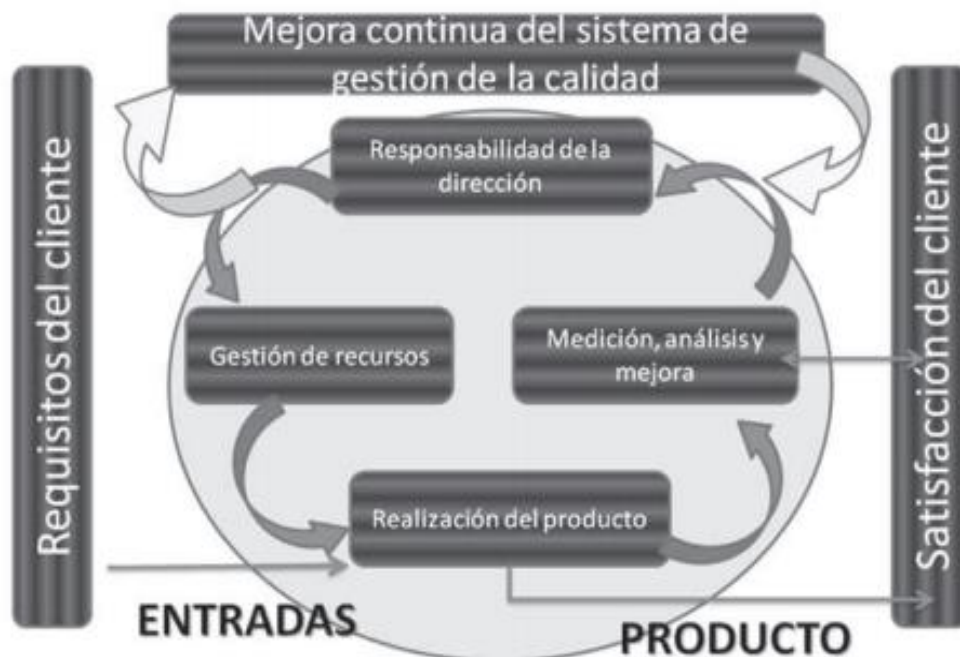 Mejora continua del sistema de
gestión de la calidad
Requisitos del cliente
Responsabilidad de la
dirección
Gestión de recursos
Medición, análisis y
mejora
Realización del producto
Satisfacción del cliente
ENTRADAS
PRODUCTO